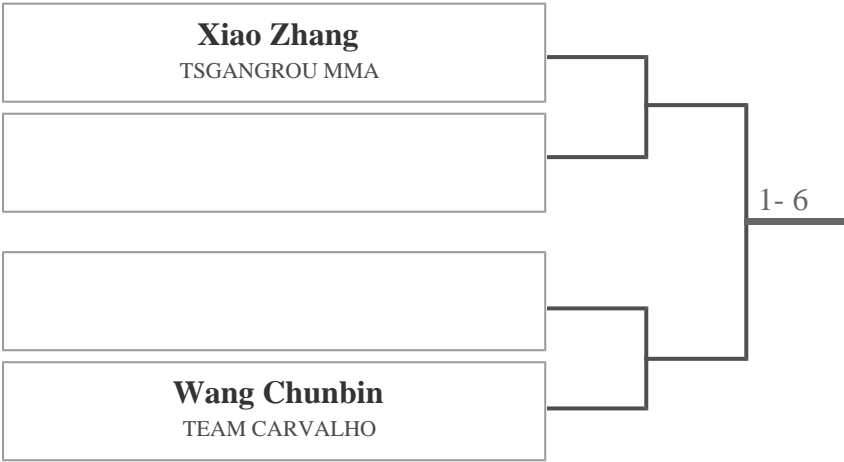 Xiao Zhang
TSGANGROU MMA
1- 6
Wang Chunbin
TEAM CARVALHO